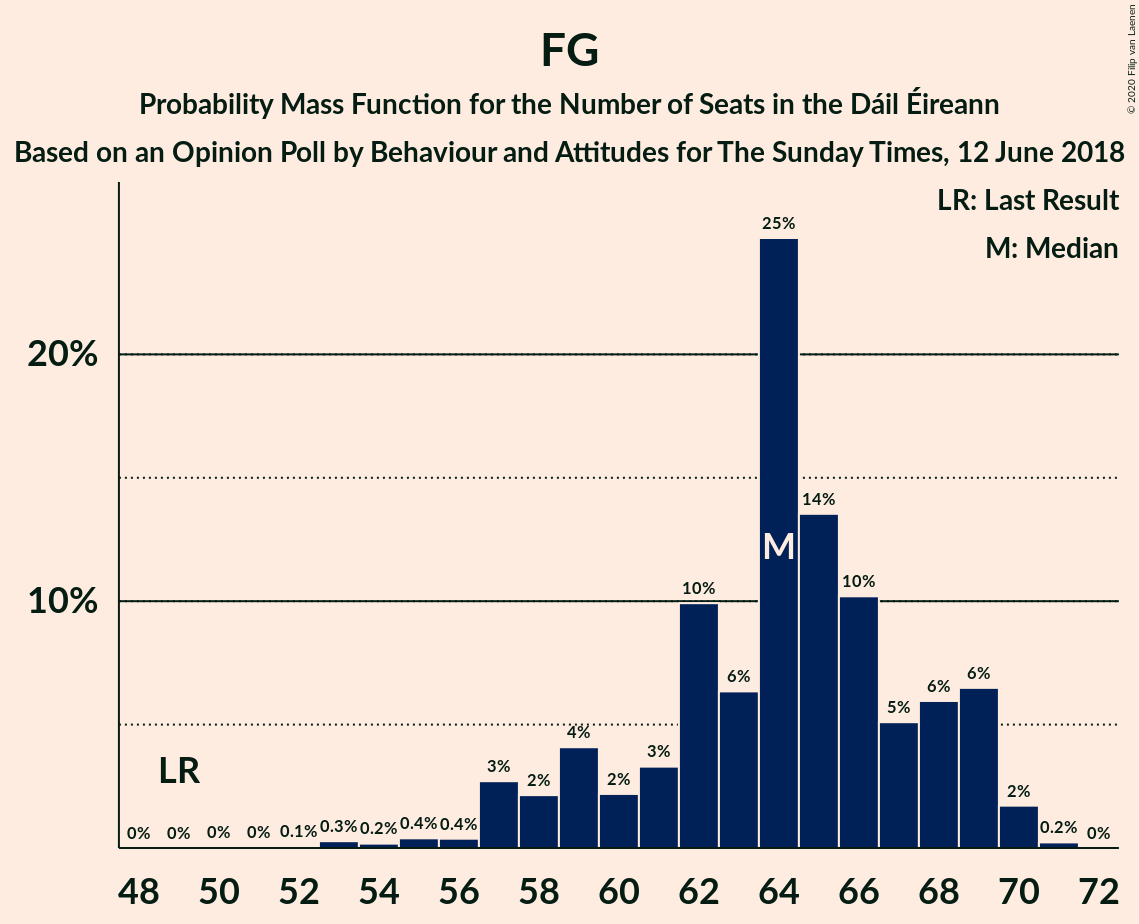 FG
Probability Mass Function for the Number of Seats in the Dáil Éireann
Based on an Opinion Poll by Behaviour and Attitudes for The Sunday Times, 12 June 2018
© 2020 Filip van Laenen
LR: Last Result
M: Median
25%
20%
14%
M
10%
10%
10%
6%
6%
6%
5%
4%
LR
3%
2%
3%
2%
2%
0% 0% 0% 0% 0.1% 0.3% 0.2% 0.4% 0.4% 0.2% 0%
48 50 52 54 56 58 60 62 64 66 68 70 72